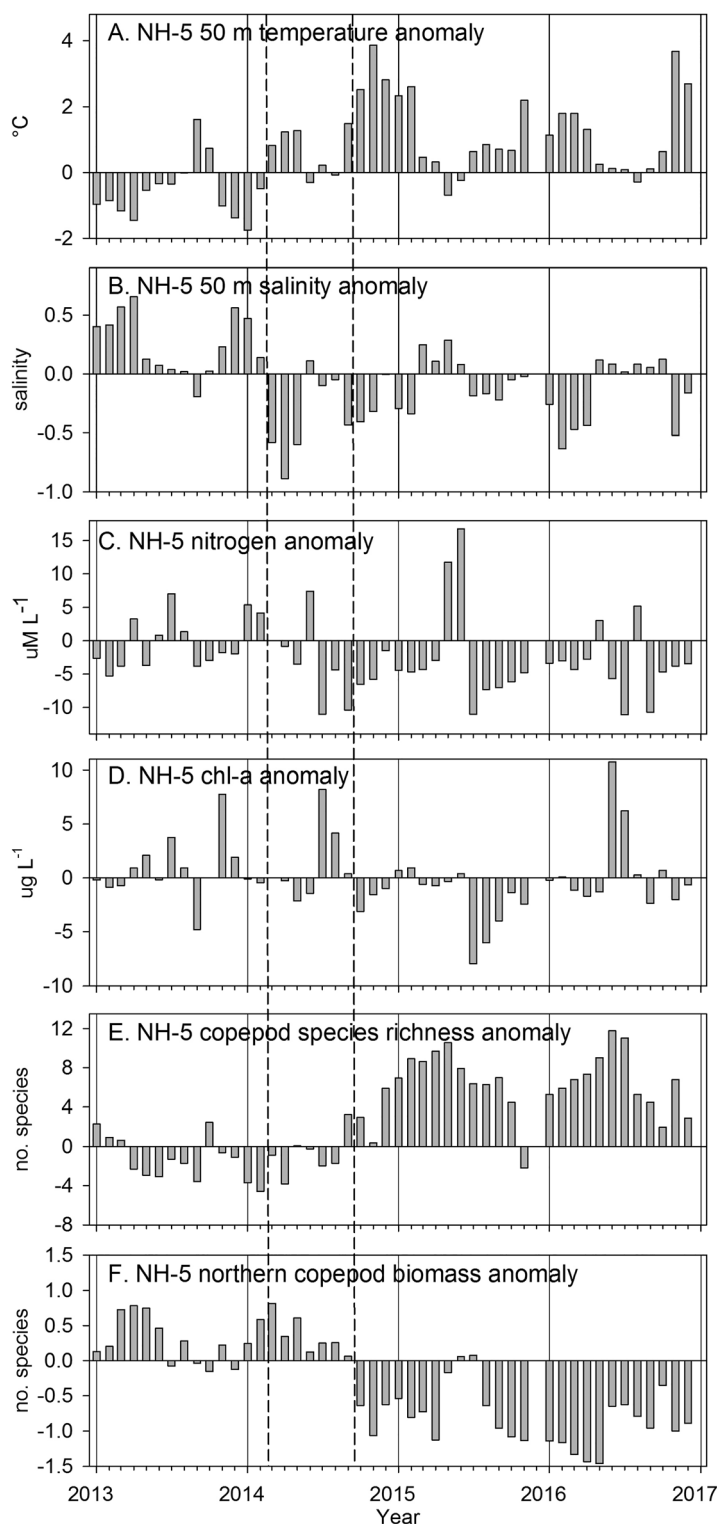 A. NH-5 50 m temperature anomaly
4
2
0
-2
°C
B. NH-5 50 m salinity anomaly
0.5
0.0
-0.5
-1.0
salinity
C. NH-5 nitrogen anomaly
15
10
5
0
-5
-10
uM L-1
D. NH-5 chl-a anomaly
10
5
0
-5
-10
ug L-1
E. NH-5 copepod species richness anomaly
12
8
4
0
-4
-8
no. species
F. NH-5 northern copepod biomass anomaly
1.5
1.0
0.5
0.0
-0.5
-1.0
-1.5
no. species
2013 2014 2015 2016 2017
Year